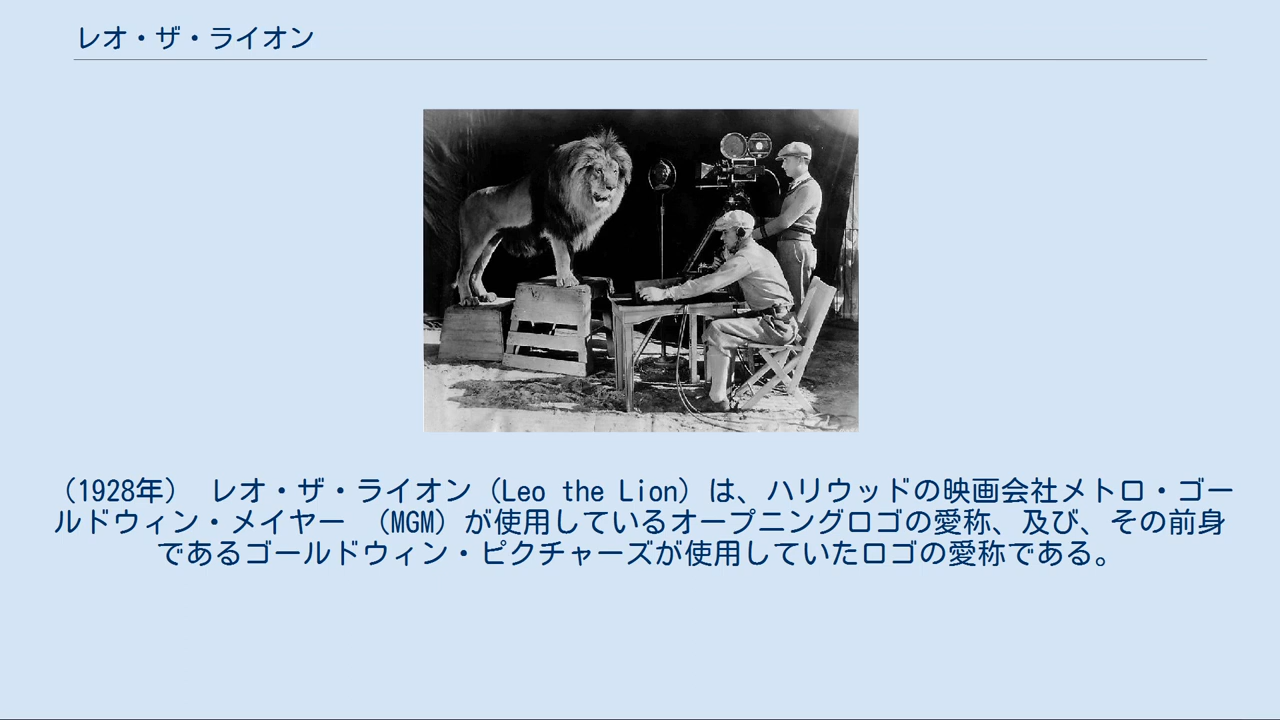 レオ・ザ・ライオン
（1928年）　レオ・ザ・ライオン（Leo the Lion）は、ハリウッドの映画会社メトロ・ゴー
ルドウィン・メイヤー　（MGM）が使用しているオープニングロゴの愛称、及び、その前身
であるゴールドウィン・ピクチャーズが使用していたロゴの愛称である。